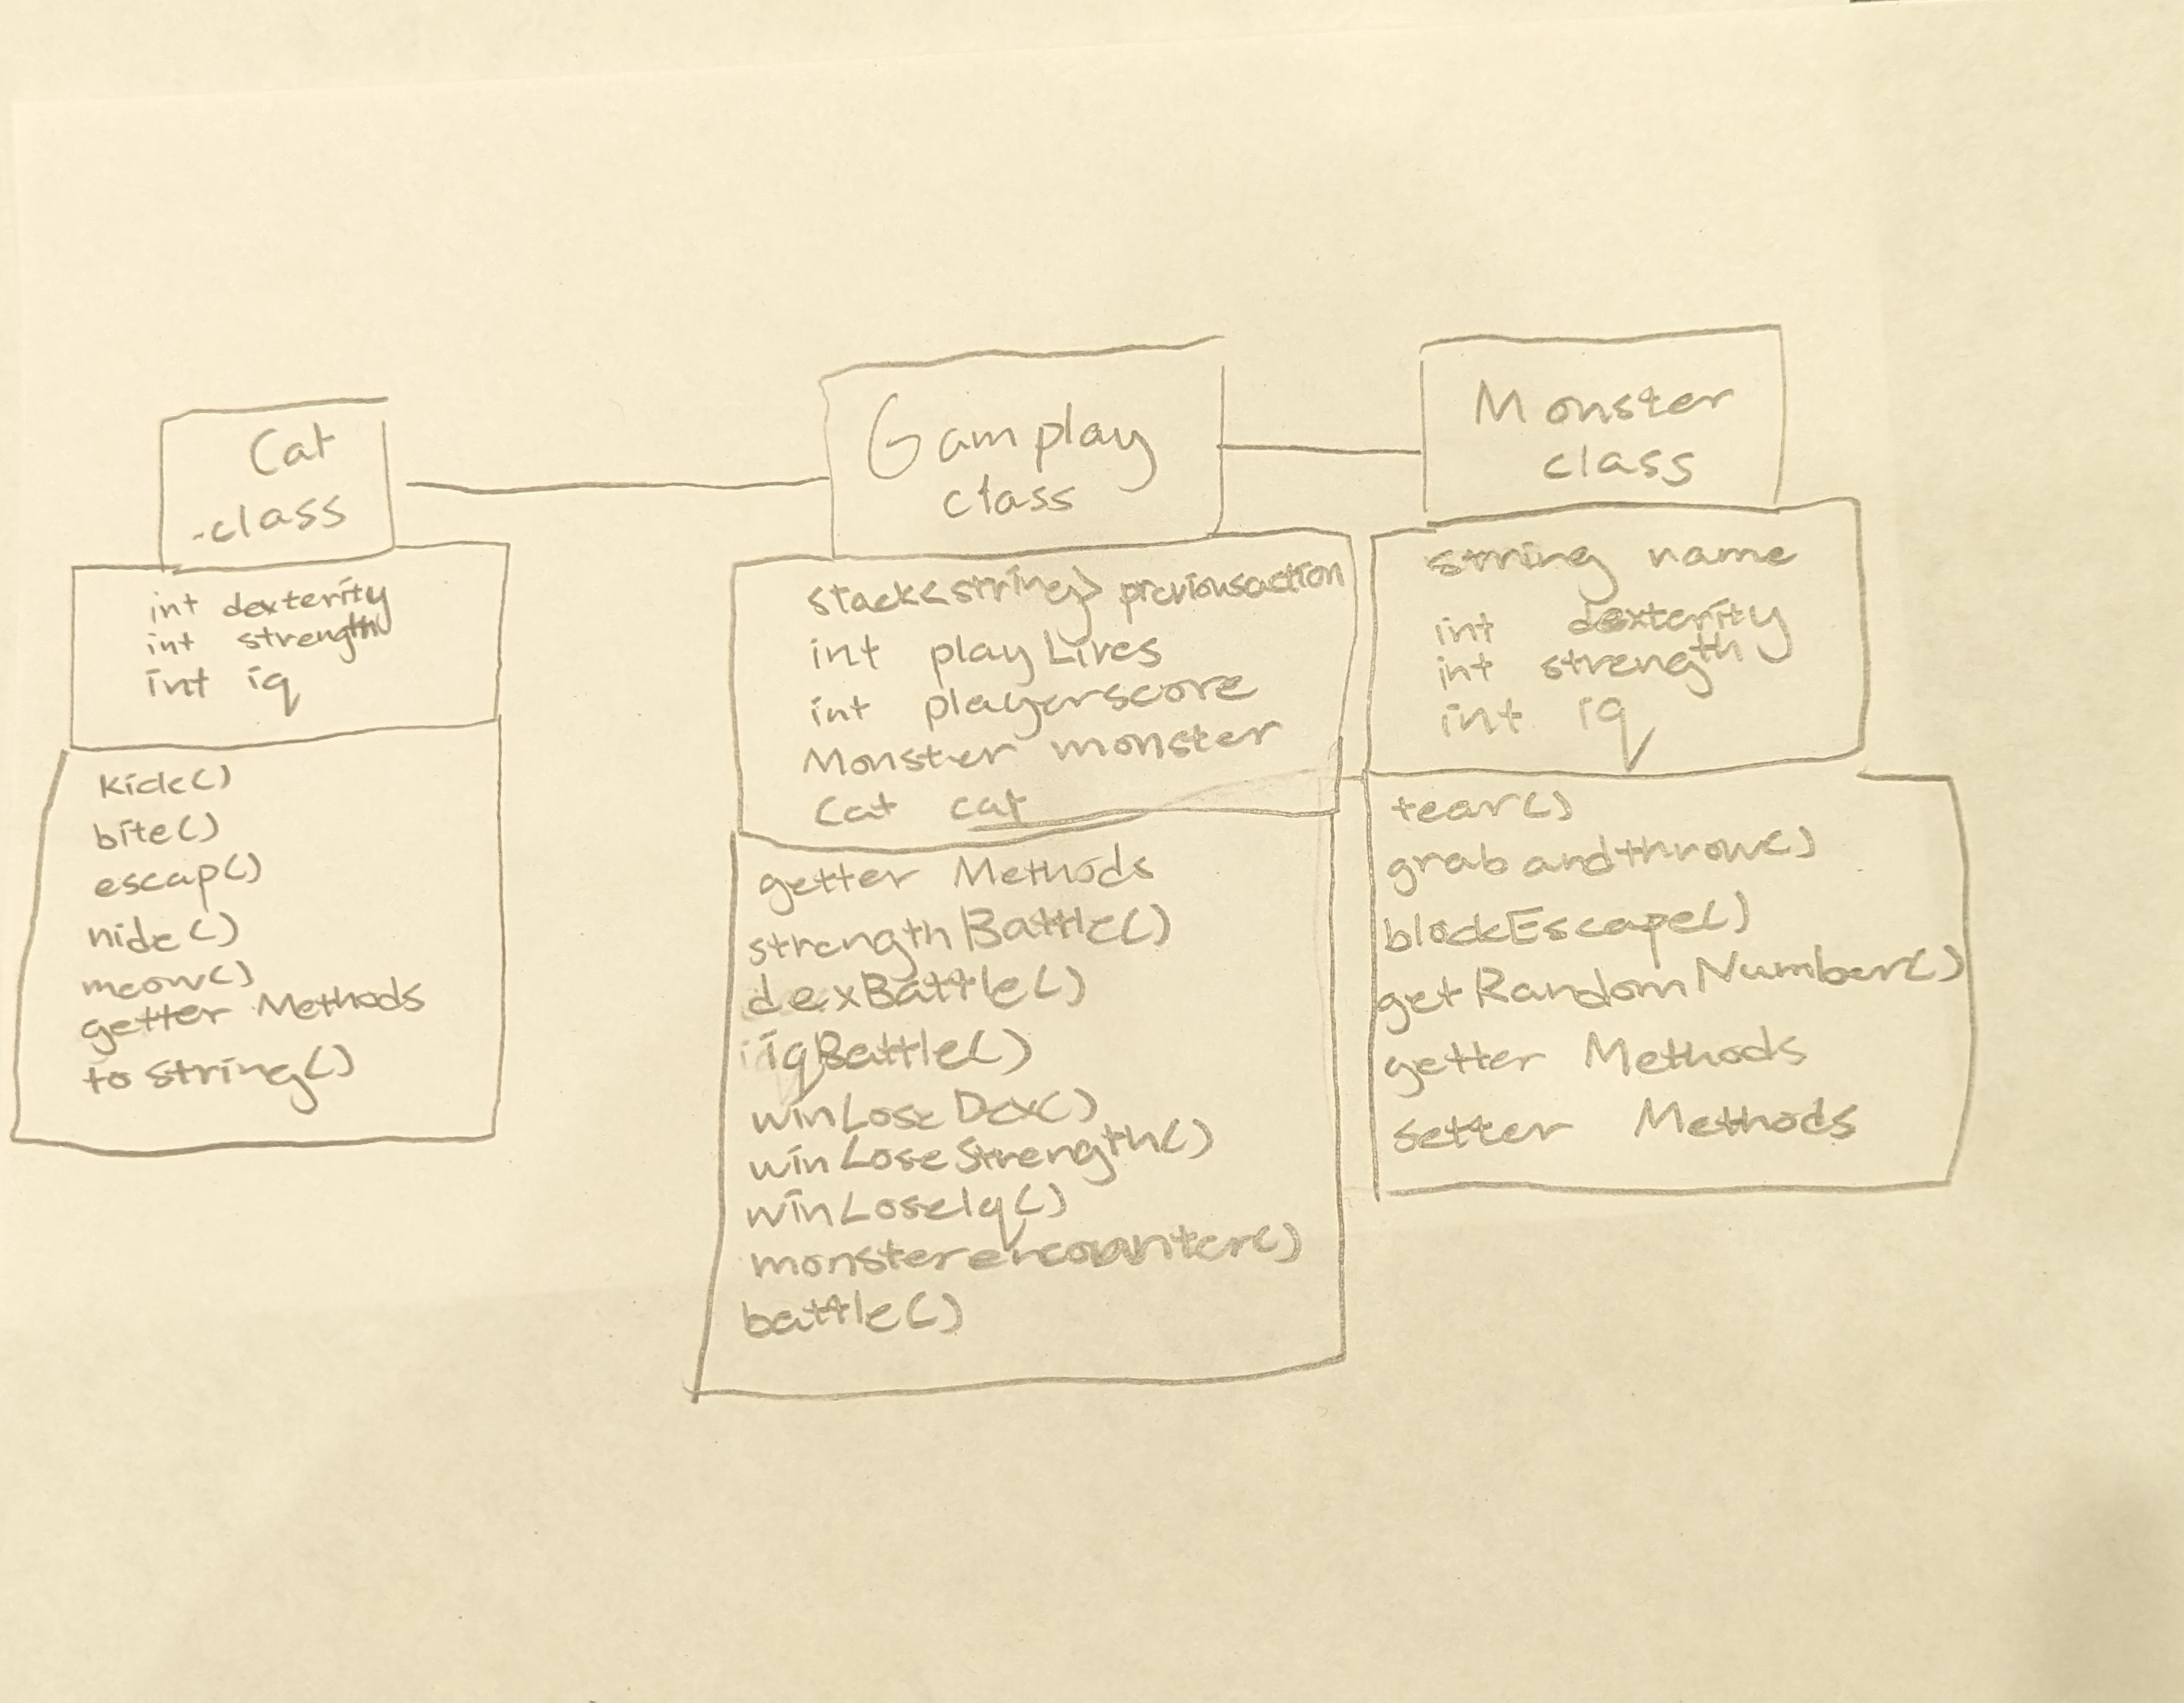 Cat
class
int dexterity
int strength
int iq
kick()
bite()
escap()
hide()
meow()
getter Methods
to string()
Gamplay
class
stack<string> previousaction
int playLives
int playerscore
Monster monster
Cat cat
getter Methods
strengthBattle()
dexBattle()
iqBattle()
winLoseDex()
winLoseStrength()
winLoseIq()
monsterencounter()
battle()
Monster
class
string name
int dexterity
int strength
int iq
tear()
grabandthrow()
blockEscape()
getRandomNumber()
getter Methods
setter Methods